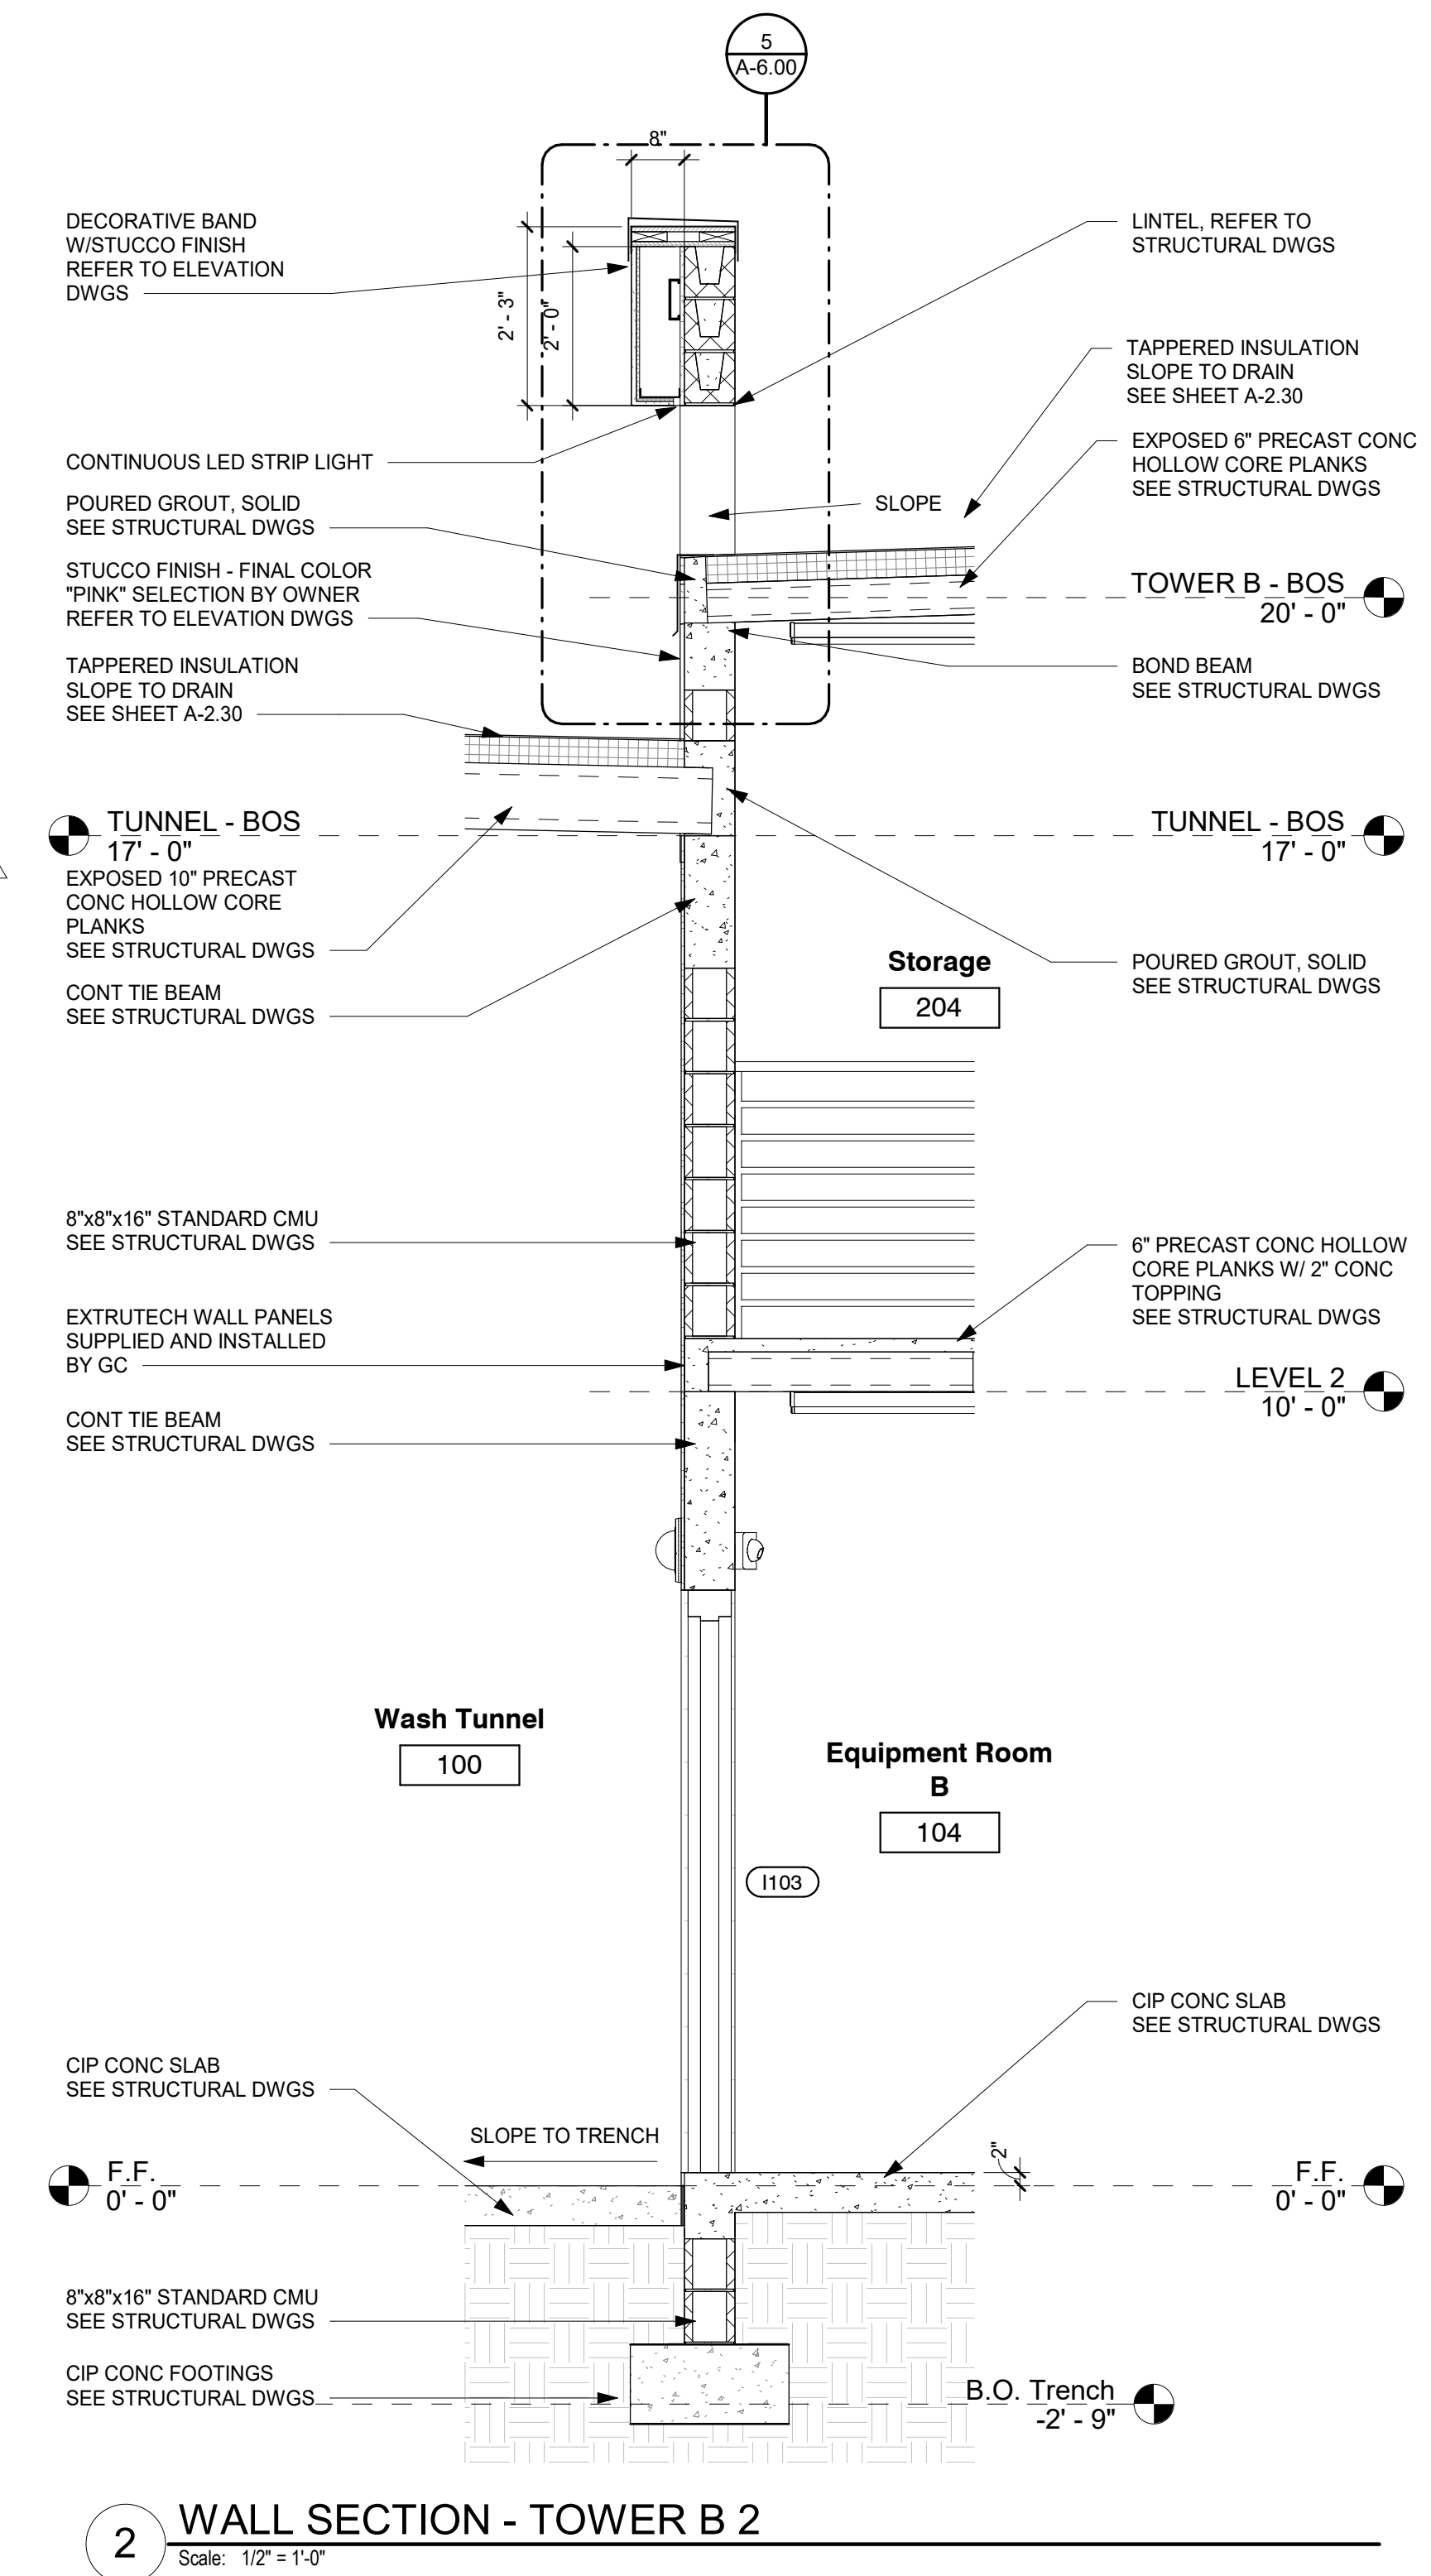 5
A-6.00
8"
DECORATIVE BAND
W/STUCCO FINISH
REFER TO ELEVATION
DWGS
2' - 3"
2' - 0"
LINTEL, REFER TO
STRUCTURAL DWGS
TAPPERED INSULATION
SLOPE TO DRAIN
SEE SHEET A-2.30
EXPOSED 6" PRECAST CONC
HOLLOW CORE PLANKS
SEE STRUCTURAL DWGS
CONTINUOUS LED STRIP LIGHT
POURED GROUT, SOLID
SEE STRUCTURAL DWGS
SLOPE
STUCCO FINISH - FINAL COLOR
"PINK" SELECTION BY OWNER
REFER TO ELEVATION DWGS
TOWER B - BOS
20' - 0"
TAPPERED INSULATION
SLOPE TO DRAIN
SEE SHEET A-2.30
BOND BEAM
SEE STRUCTURAL DWGS
TUNNEL - BOS
17' - 0"
TUNNEL - BOS
17' - 0"
EXPOSED 10" PRECAST
CONC HOLLOW CORE
PLANKS
SEE STRUCTURAL DWGS
CONT TIE BEAM
SEE STRUCTURAL DWGS
Storage
204
POURED GROUT, SOLID
SEE STRUCTURAL DWGS
8"x8"x16" STANDARD CMU
SEE STRUCTURAL DWGS
6" PRECAST CONC HOLLOW
CORE PLANKS W/ 2" CONC
TOPPING
SEE STRUCTURAL DWGS
EXTRUTECH WALL PANELS
SUPPLIED AND INSTALLED
BY GC
LEVEL 2
10' - 0"
CONT TIE BEAM
SEE STRUCTURAL DWGS
Wash Tunnel
100
Equipment Room
B
104
I103
CIP CONC SLAB
SEE STRUCTURAL DWGS
CIP CONC SLAB
SEE STRUCTURAL DWGS
SLOPE TO TRENCH
2"
F.F.
0' - 0"
F.F.
0' - 0"
8"x8"x16" STANDARD CMU
SEE STRUCTURAL DWGS
CIP CONC FOOTINGS
SEE STRUCTURAL DWGS
B.O. Trench
-2' - 9"
2
WALL SECTION - TOWER B 2
Scale: 1/2" = 1'-0"